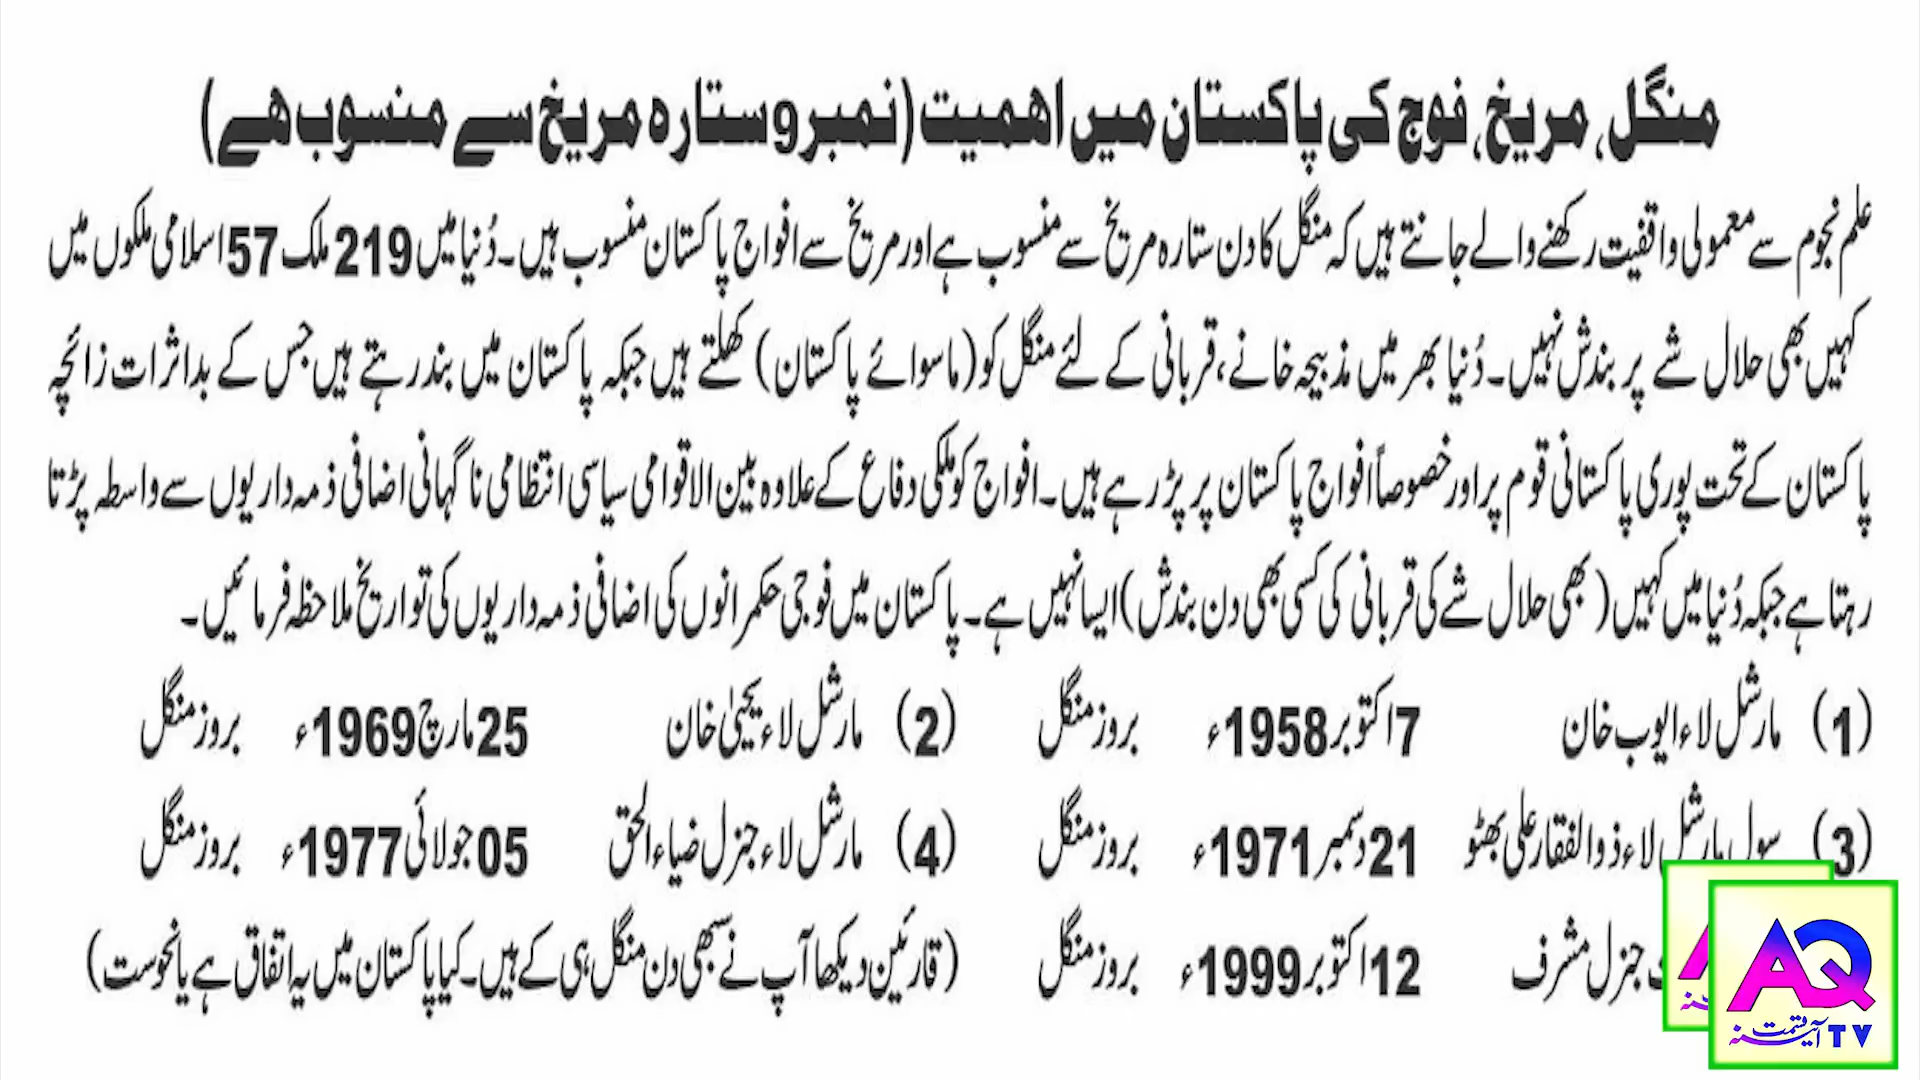 منگل، مریخ، فوج کی پاکستان میں اهمیت (نمبر 9 ستارہ مریخ سے منسوب هے)
علم نجوم سے معمولی واقفیت رکھنے والے جانتے ہیں کہ منگل کا دن ستارہ مریخ سے منسوب ہے اور مریخ سے افواج پاکستان منسوب ہیں۔ دُنیا میں 219 ملک 57 اسلامی ملکوں میں
کہیں بھی حلال شے پر بندش نہیں۔ دُنیا بھر میں مذبیحہ خانے، قربانی کے لئے منگل کو (ماسوائے پاکستان) کھلتے ہیں جبکہ پاکستان میں بند رہتے ہیں جس کے بداثرات زائچہ
پاکستان کے تحت پوری پاکستانی قوم پر اور خصوصاً افواج پاکستان پر پڑ رہے ہیں۔ افواج کو ملکی دفاع کے علاوہ بین الاقوامی سیاسی انتظامی ناگہانی اضافی ذمہ داریوں سے واسطہ پڑتا
رہتا ہے جبکہ دُنیا میں کہیں (بھی حلال شے کی قربانی کی کسی بھی دن بندش) ایسا نہیں ہے۔ پاکستان میں فوجی حکمرانوں کی اضافی ذمہ داریوں کی تواریخ ملاحظہ فرمائیں۔
(1) مارشل لاء ایوب خان 7 اکتوبر 1958ء بروز منگل (2) مارشل لاء یحییٰ خان 25 مارچ 1969ء بروز منگل
(3) سول مارشل لاء ذوالفقار علی بھٹو 21 دسمبر 1971ء بروز منگل (4) مارشل لاء جنرل ضیاء الحق 05 جولائی 1977ء بروز منگل
جنرل مشرف 12 اکتوبر 1999ء بروز منگل (قارئین دیکھا آپ نے سبھی دن منگل ہی کے ہیں۔ کیا پاکستان میں یہ اتفاق ہے یا نحوست)
AQ
آئینہ قسمت TV